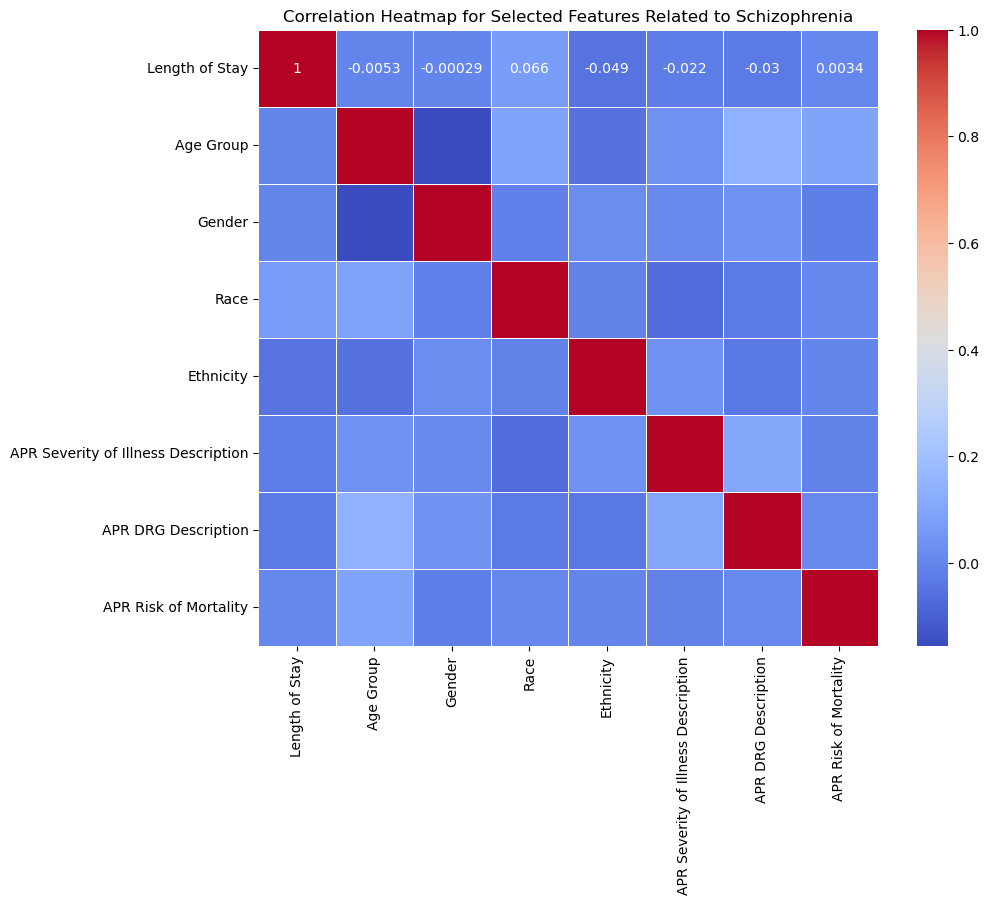 Correlation Heatmap for Selected Features Related to Schizophrenia
Length of Stay
1 -0.0053 -0.00029 0.066 -0.049 -0.022 -0.03 0.0034
Age Group
Gender
Race
Ethnicity
APR Severity of Illness Description
APR DRG Description
APR Risk of Mortality
Length of Stay
Age Group
Gender
Race
Ethnicity
APR Severity of Illness Description
APR DRG Description
APR Risk of Mortality
1.0
0.8
0.6
0.4
0.2
0.0